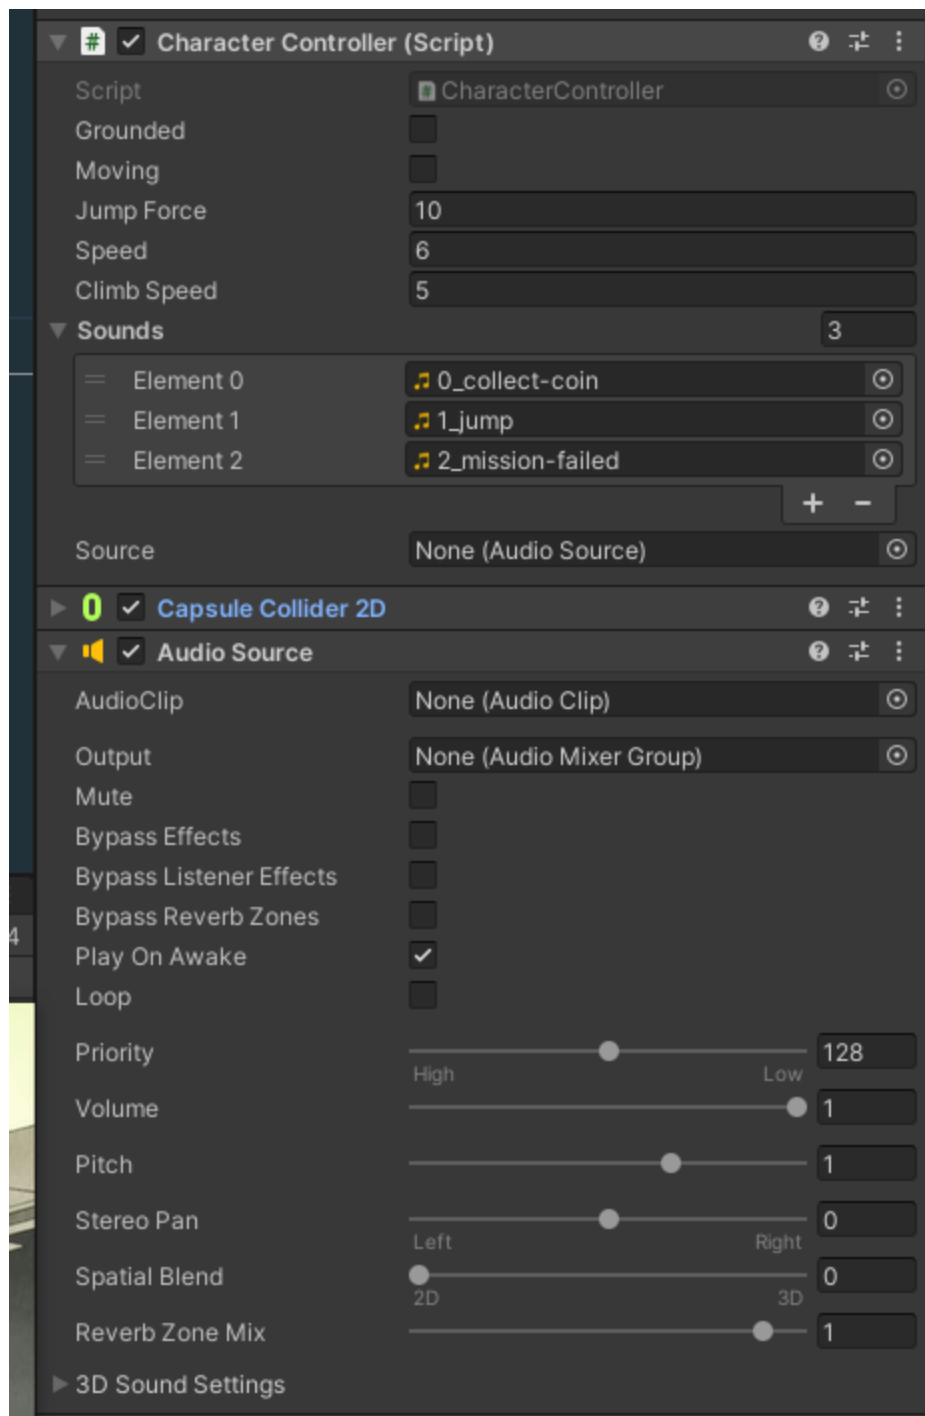 Character Controller (Script)
Script CharacterController
Grounded
Moving
Jump Force 10
Speed 6
Climb Speed 5
Sounds 3
Element 0 0_collect-coin
Element 1 1_jump
Element 2 2_mission-failed
+ −
Source None (Audio Source)
Capsule Collider 2D
Audio Source
AudioClip None (Audio Clip)
Output None (Audio Mixer Group)
Mute
Bypass Effects
Bypass Listener Effects
Bypass Reverb Zones
4
Play On Awake
Loop
Priority 128
High Low
Volume 1
Pitch 1
Stereo Pan 0
Left Right
Spatial Blend 0
2D 3D
Reverb Zone Mix 1
3D Sound Settings